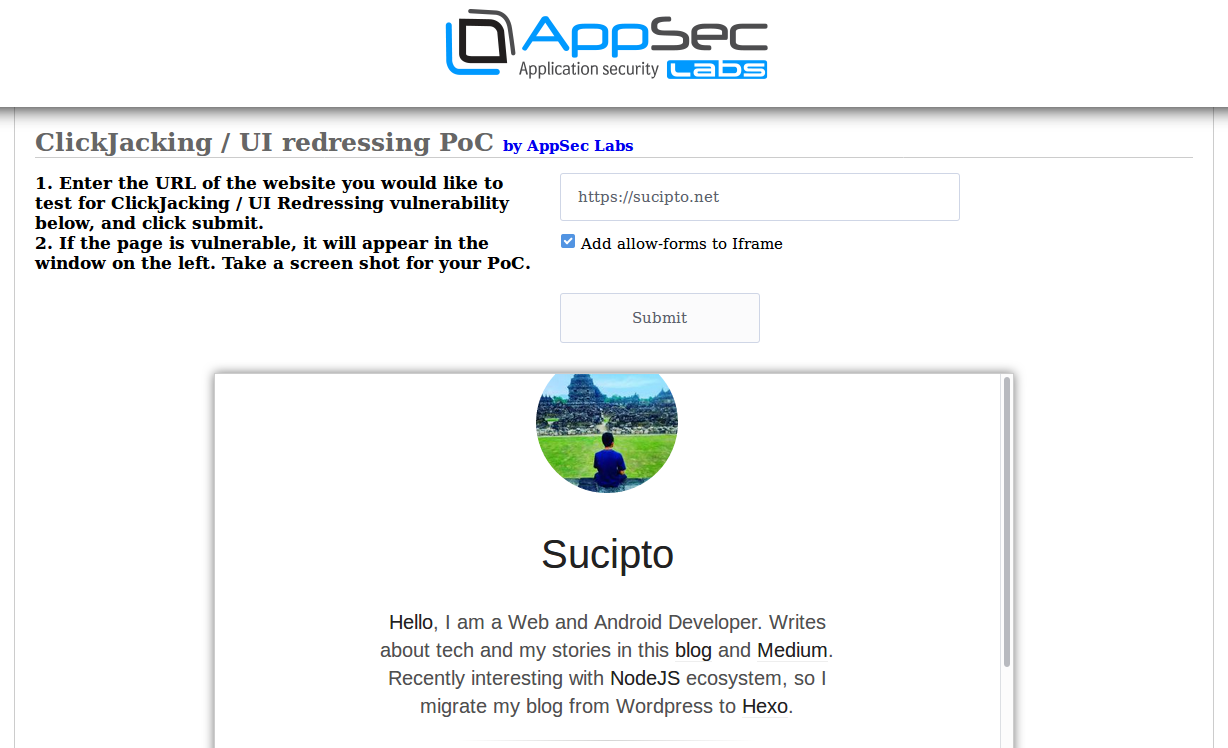 AppSec
Application security Labs
ClickJacking / UI redressing PoC by AppSec Labs
1. Enter the URL of the website you would like to
test for ClickJacking / UI Redressing vulnerability
below, and click submit.
2. If the page is vulnerable, it will appear in the
window on the left. Take a screen shot for your PoC.
https://sucipto.net
Add allow-forms to Iframe
Submit
Sucipto
Hello, I am a Web and Android Developer. Writes
about tech and my stories in this blog and Medium.
Recently interesting with NodeJS ecosystem, so I
migrate my blog from Wordpress to Hexo.